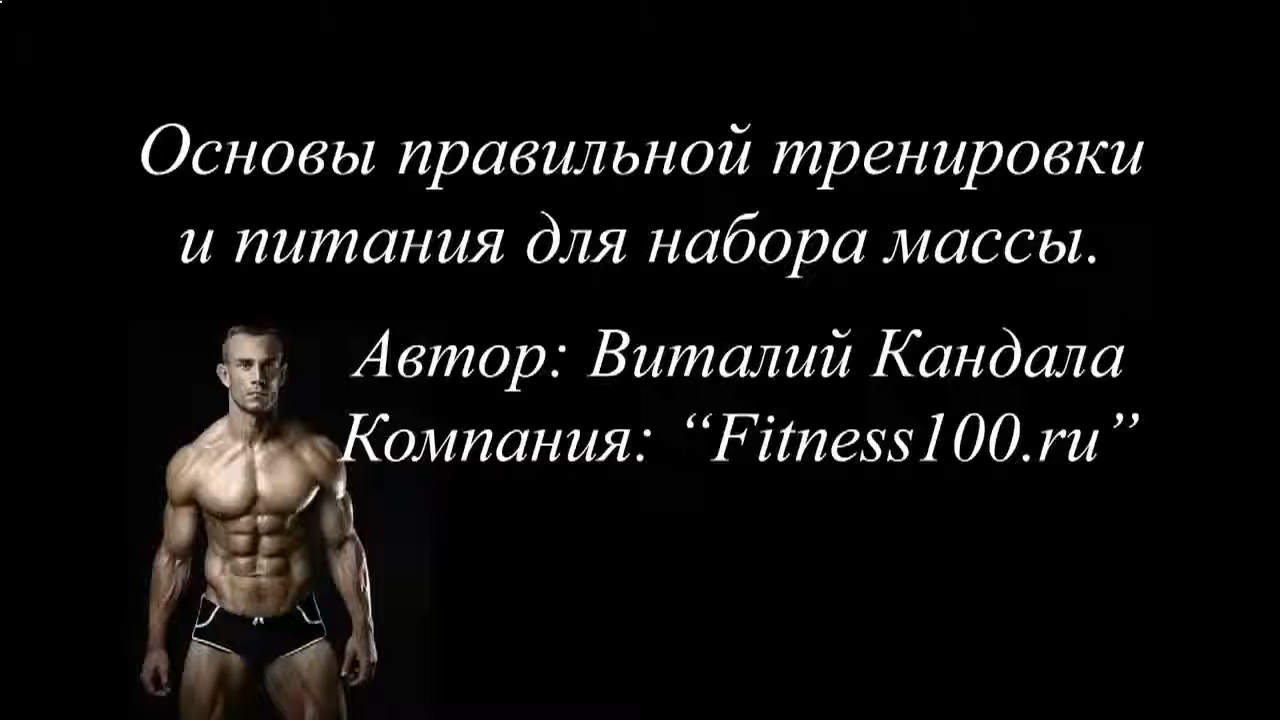 Основы правильной тренировки
и питания для набора массы.
Автор: Виталий Кандала
Компания: “Fitness100.ru”